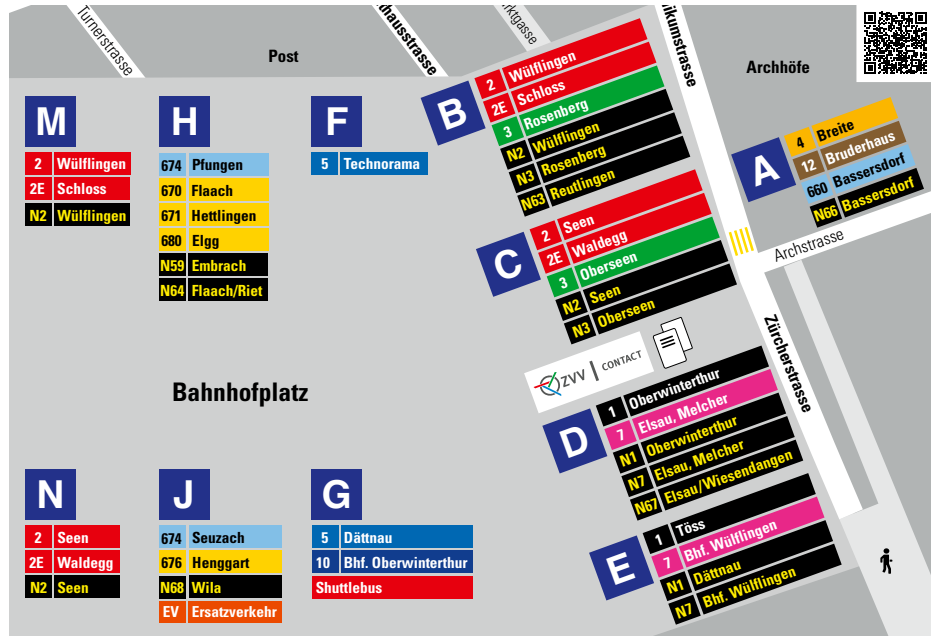 Turnerstrasse
Post
Archhöfe
M
2 Wülflingen
2E Schloss
N2 Wülflingen
H
674 Pfungen
670 Flaach
671 Hettlingen
680 Elgg
N59 Embrach
N64 Flaach/Riet
F
5 Technorama
B
2 Wülflingen
2E Schloss
3 Rosenberg
N2 Wülflingen
N3 Rosenberg
N63 Reutlingen
A
4 Breite
12 Bruderhaus
660 Bassersdorf
N66 Bassersdorf
Archstrasse
C
2 Seen
2E Waldegg
3 Oberseen
N2 Seen
N3 Oberseen
Zürcherstrasse
ZVV | CONTACT
Bahnhofplatz
D
1 Oberwinterthur
7 Elsau, Melcher
N1 Oberwinterthur
N7 Elsau, Melcher
N67 Elsau/Wiesendangen
N
2 Seen
2E Waldegg
N2 Seen
J
674 Seuzach
676 Henggart
N68 Wila
EV Ersatzverkehr
G
5 Dättnau
10 Bhf. Oberwinterthur
Shuttlebus
E
1 Töss
7 Bhf. Wülflingen
N1 Dättnau
N7 Bhf. Wülflingen